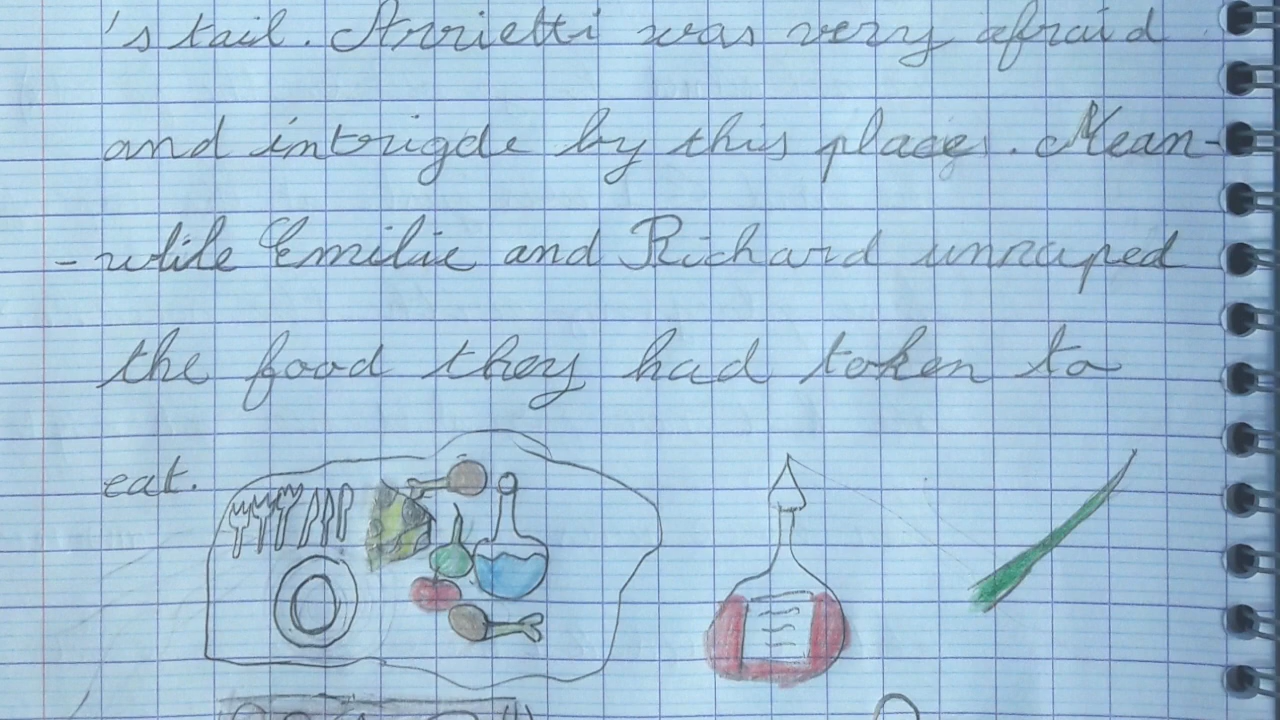 's tail. Arrietti was very afraid
and intrigde by this places. Mean-
- while Emilie and Richard unraped
the food they had token to
eat.